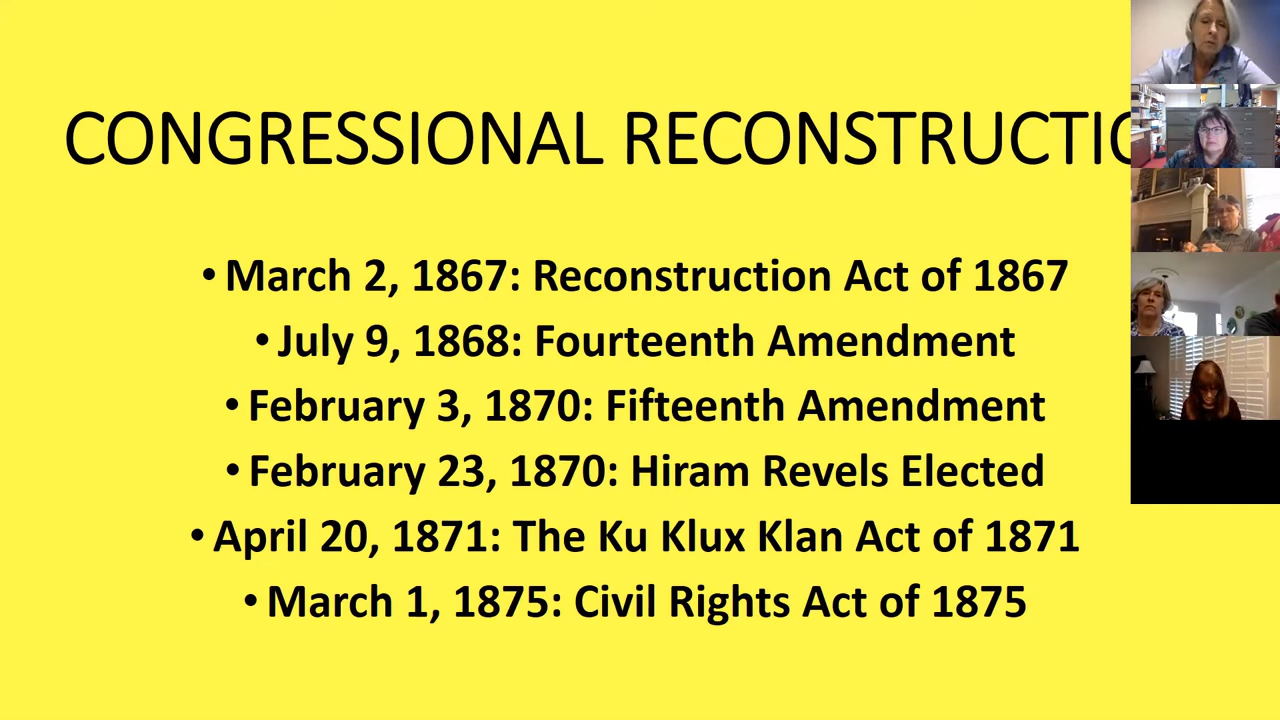 CONGRESSIONAL RECONSTRUCTIO
• March 2, 1867: Reconstruction Act of 1867
• July 9, 1868: Fourteenth Amendment
• February 3, 1870: Fifteenth Amendment
• February 23, 1870: Hiram Revels Elected
• April 20, 1871: The Ku Klux Klan Act of 1871
• March 1, 1875: Civil Rights Act of 1875